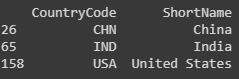 CountryCode ShortName
26 CHN China
65 IND India
158 USA United States